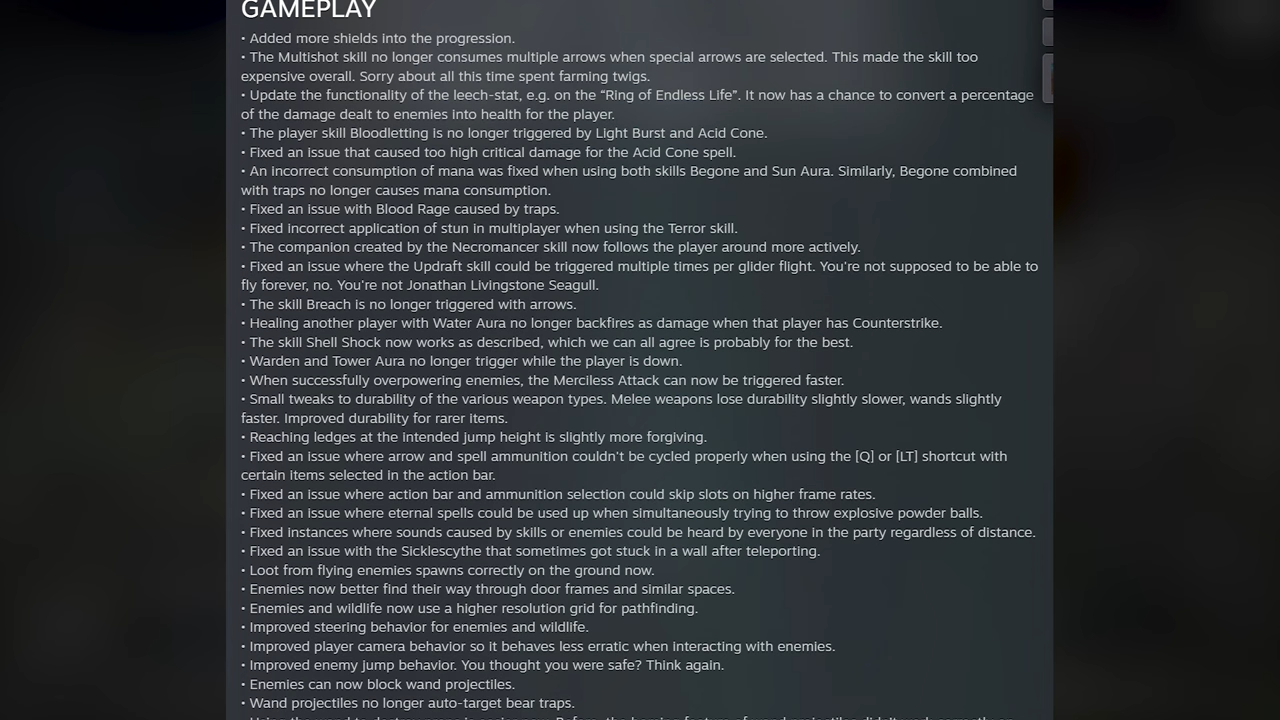 GAMEPLAY
• Added more shields into the progression.
• The Multishot skill no longer consumes multiple arrows when special arrows are selected. This made the skill too
expensive overall. Sorry about all this time spent farming twigs.
• Update the functionality of the leech-stat, e.g. on the “Ring of Endless Life”. It now has a chance to convert a percentage
of the damage dealt to enemies into health for the player.
• The player skill Bloodletting is no longer triggered by Light Burst and Acid Cone.
• Fixed an issue that caused too high critical damage for the Acid Cone spell.
• An incorrect consumption of mana was fixed when using both skills Begone and Sun Aura. Similarly, Begone combined
with traps no longer causes mana consumption.
• Fixed an issue with Blood Rage caused by traps.
• Fixed incorrect application of stun in multiplayer when using the Terror skill.
• The companion created by the Necromancer skill now follows the player around more actively.
• Fixed an issue where the Updraft skill could be triggered multiple times per glider flight. You're not supposed to be able to
fly forever, no. You're not Jonathan Livingstone Seagull.
• The skill Breach is no longer triggered with arrows.
• Healing another player with Water Aura no longer backfires as damage when that player has Counterstrike.
• The skill Shell Shock now works as described, which we can all agree is probably for the best.
• Warden and Tower Aura no longer trigger while the player is down.
• When successfully overpowering enemies, the Merciless Attack can now be triggered faster.
• Small tweaks to durability of the various weapon types. Melee weapons lose durability slightly slower, wands slightly
faster. Improved durability for rarer items.
• Reaching ledges at the intended jump height is slightly more forgiving.
• Fixed an issue where arrow and spell ammunition couldn't be cycled properly when using the [Q] or [LT] shortcut with
certain items selected in the action bar.
• Fixed an issue where action bar and ammunition selection could skip slots on higher frame rates.
• Fixed an issue where eternal spells could be used up when simultaneously trying to throw explosive powder balls.
• Fixed instances where sounds caused by skills or enemies could be heard by everyone in the party regardless of distance.
• Fixed an issue with the Sicklescythe that sometimes got stuck in a wall after teleporting.
• Loot from flying enemies spawns correctly on the ground now.
• Enemies now better find their way through door frames and similar spaces.
• Enemies and wildlife now use a higher resolution grid for pathfinding.
• Improved steering behavior for enemies and wildlife.
• Improved player camera behavior so it behaves less erratic when interacting with enemies.
• Improved enemy jump behavior. You thought you were safe? Think again.
• Enemies can now block wand projectiles.
• Wand projectiles no longer auto-target bear traps.